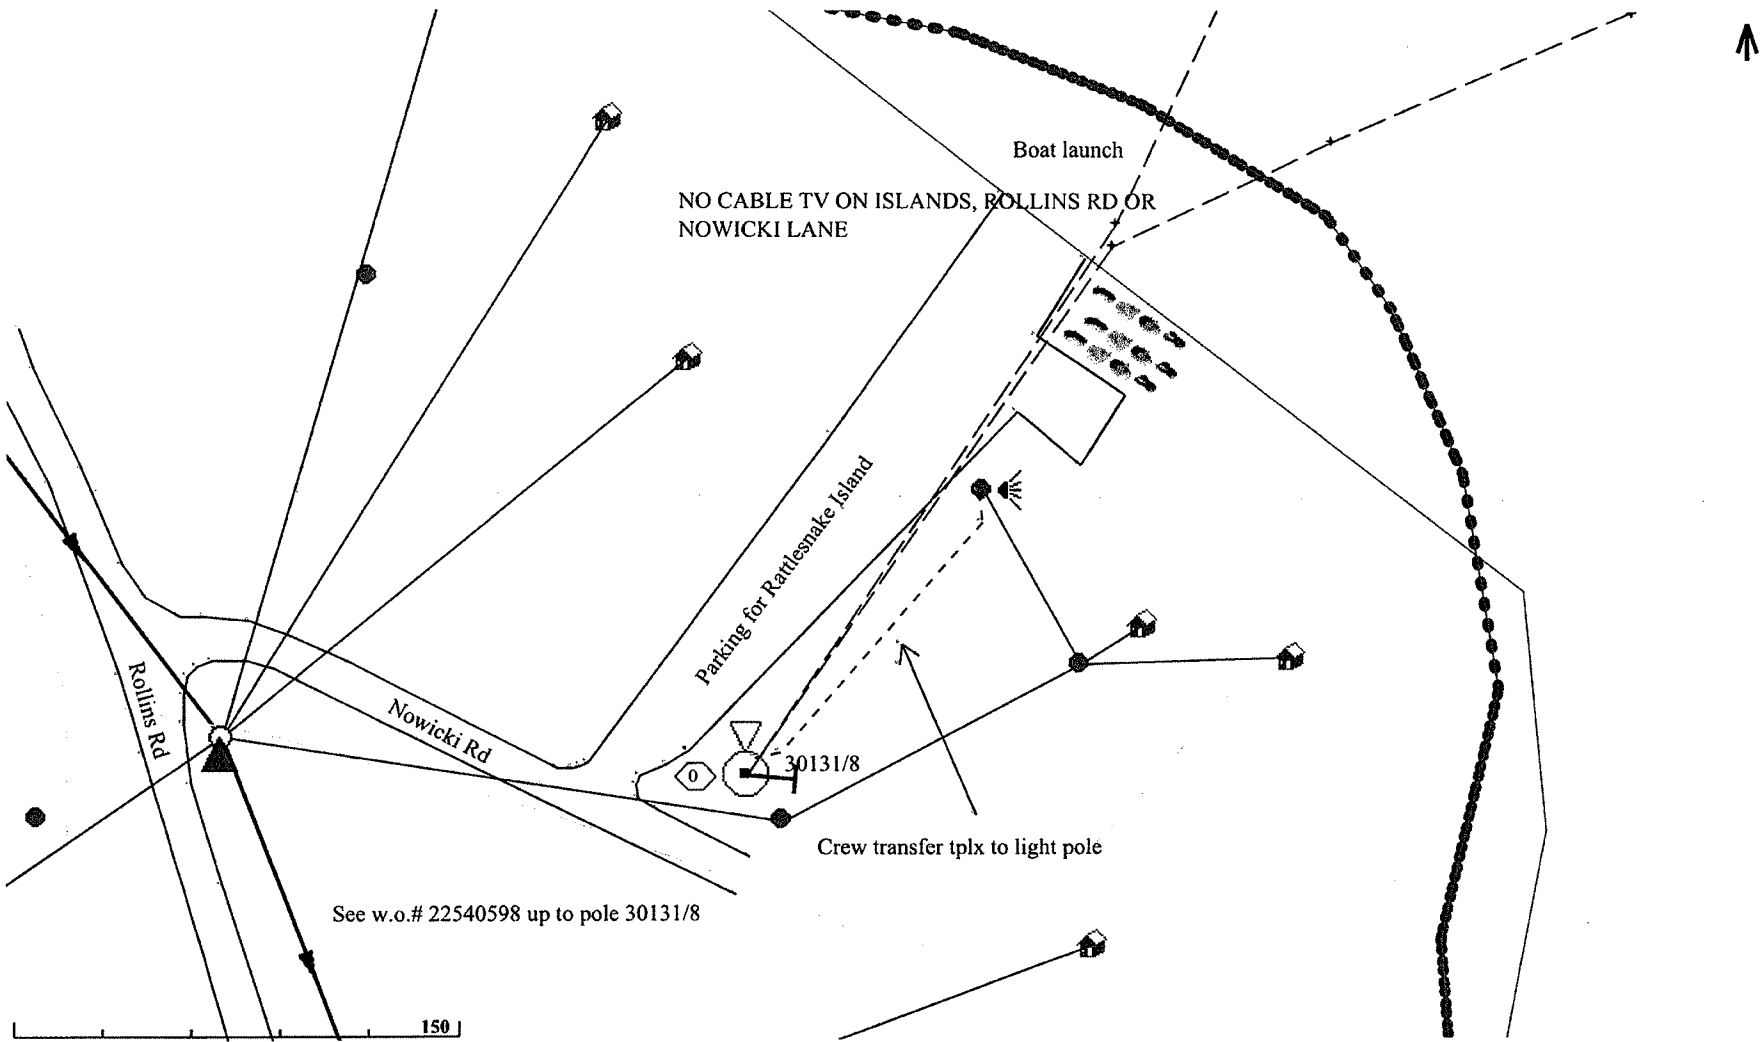 Boat launch
NO CABLE TV ON ISLANDS, ROLLINS RD OR
NOWICKI LANE
Parking for Rattlesnake Island
Rollins Rd
Nowicki Rd
0
30131/8
Crew transfer tplx to light pole
See w.o.# 22540598 up to pole 30131/8
150